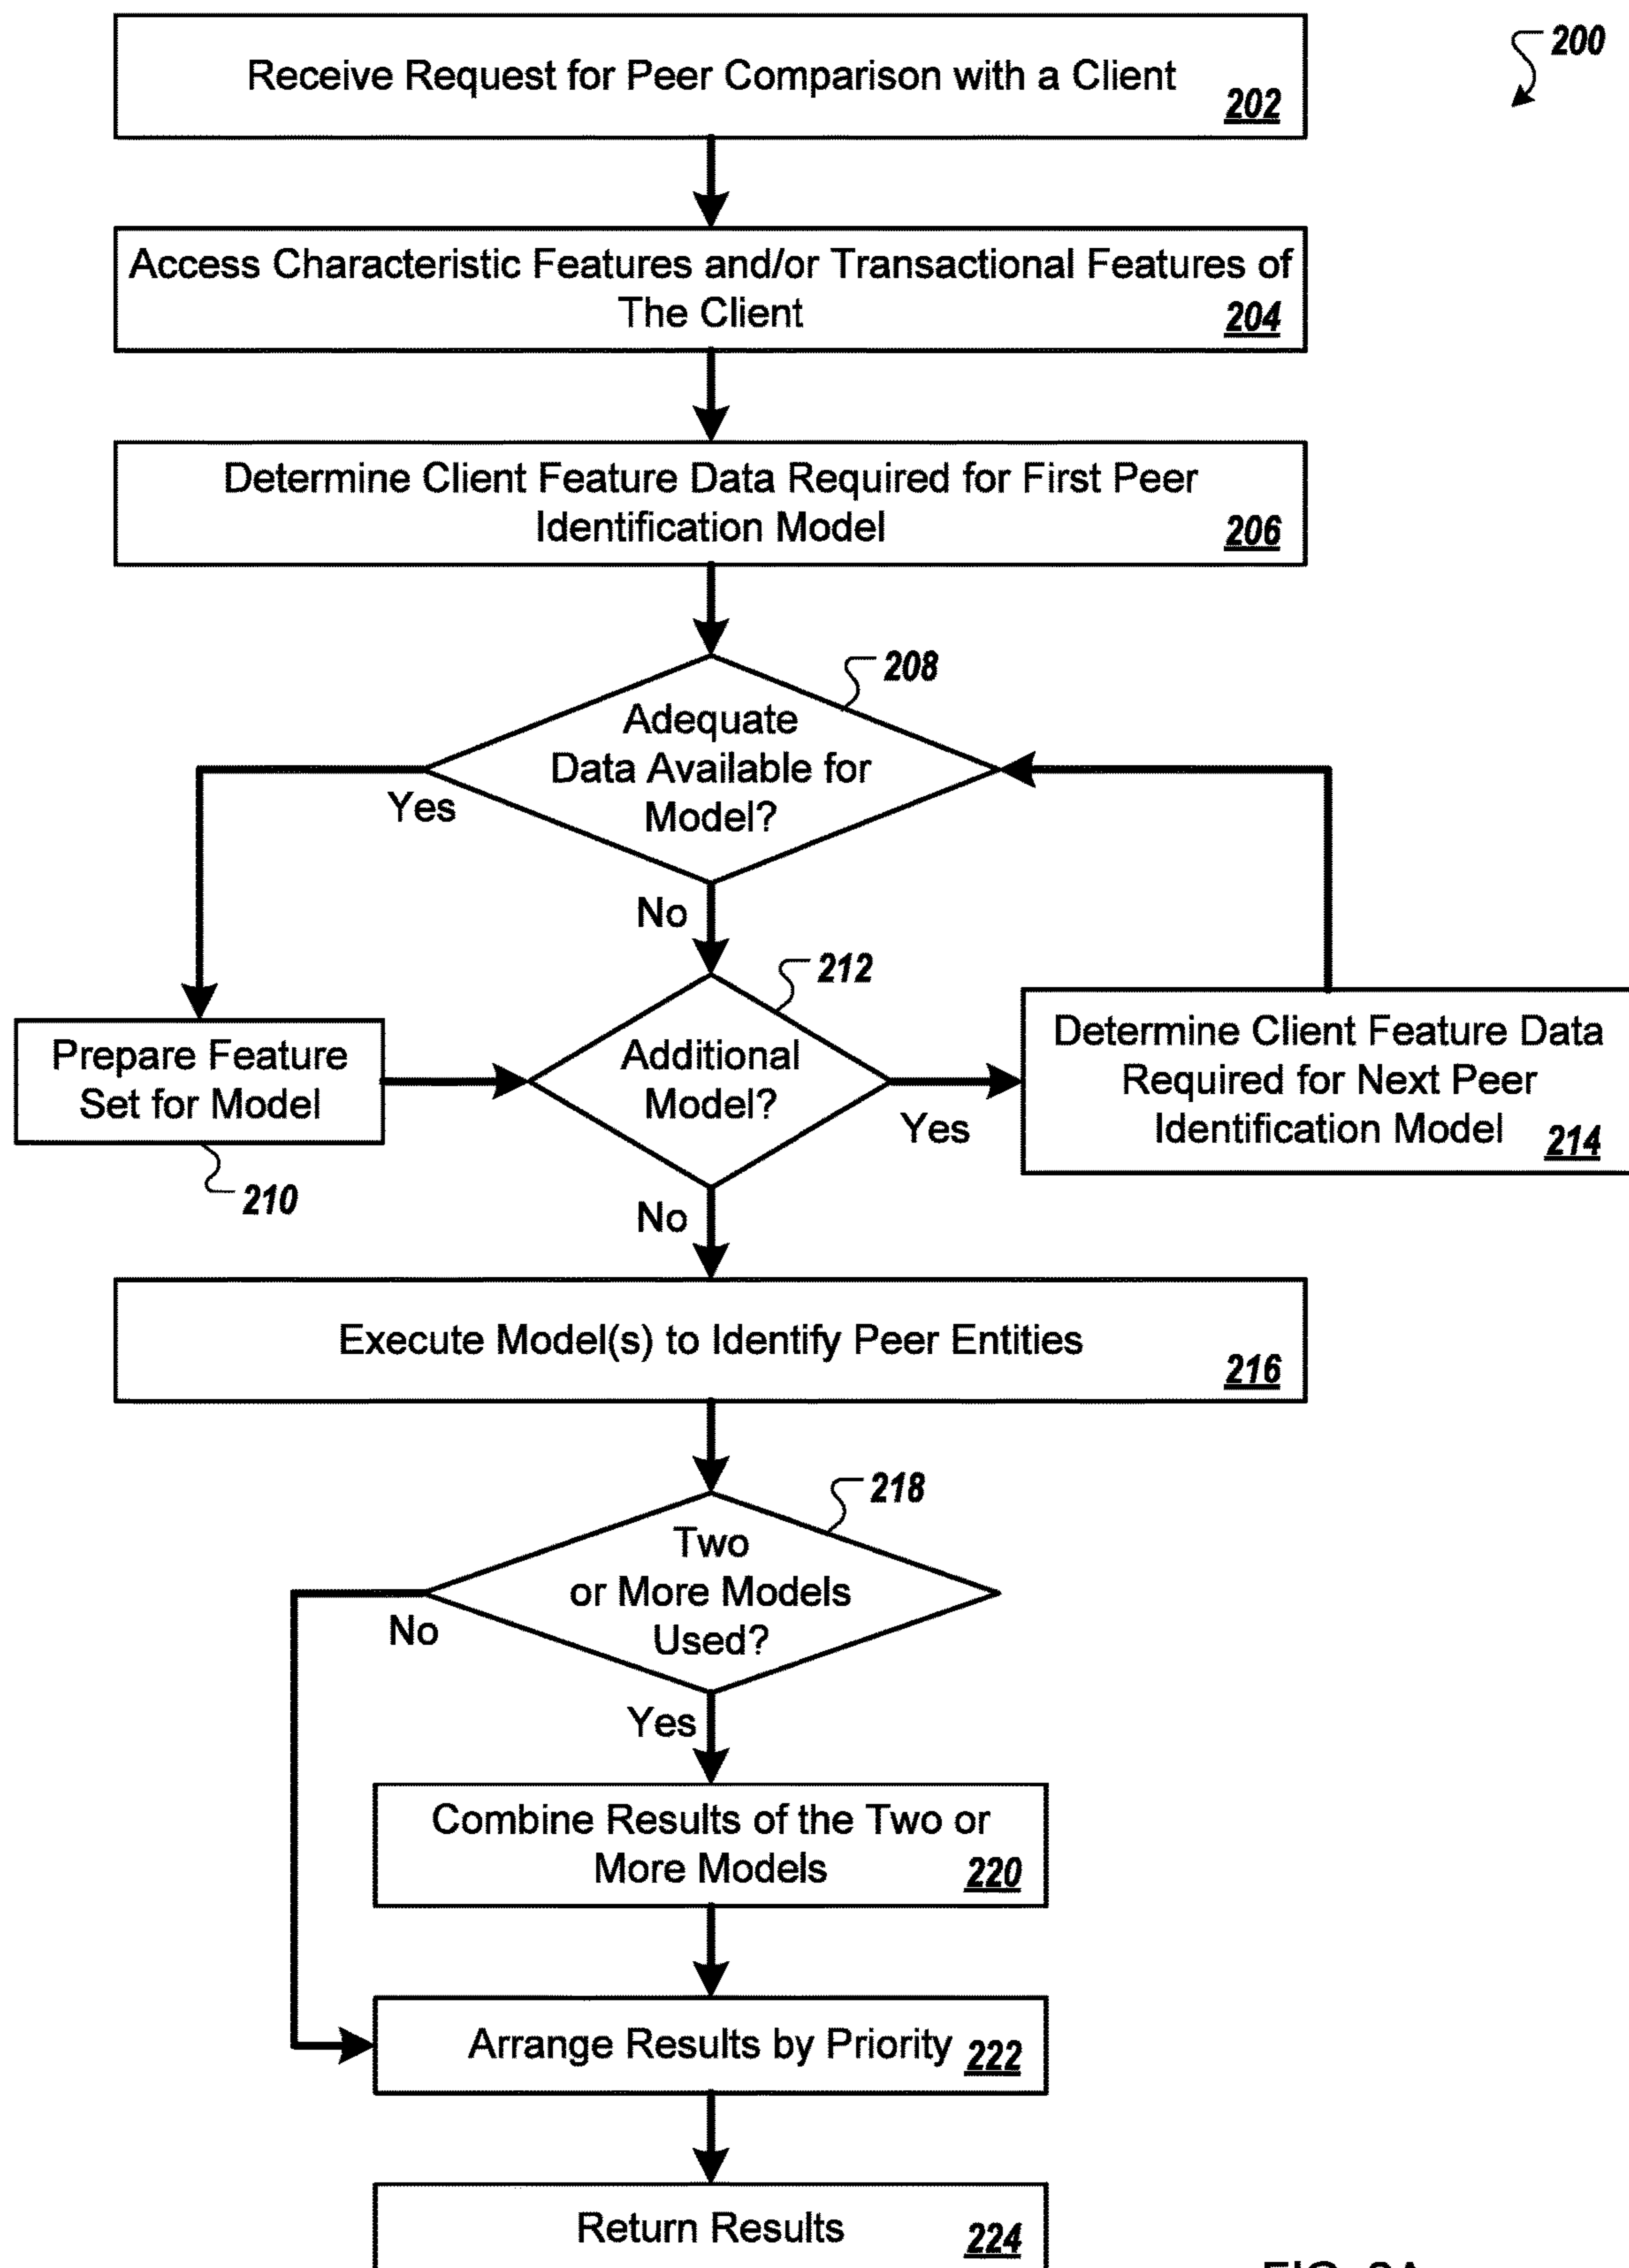 200
Receive Request for Peer Comparison with a Client
202
Access Characteristic Features and/or Transactional Features of
The Client
204
Determine Client Feature Data Required for First Peer
Identification Model
206
208
Adequate
Data Available for
Model?
Yes
No
212
Prepare Feature
Set for Model
210
Additional
Model?
Yes
Determine Client Feature Data
Required for Next Peer
Identification Model
214
No
Execute Model(s) to Identify Peer Entities
216
218
Two
or More Models
Used?
No
Yes
Combine Results of the Two or
More Models
220
Arrange Results by Priority
222
Return Results
224